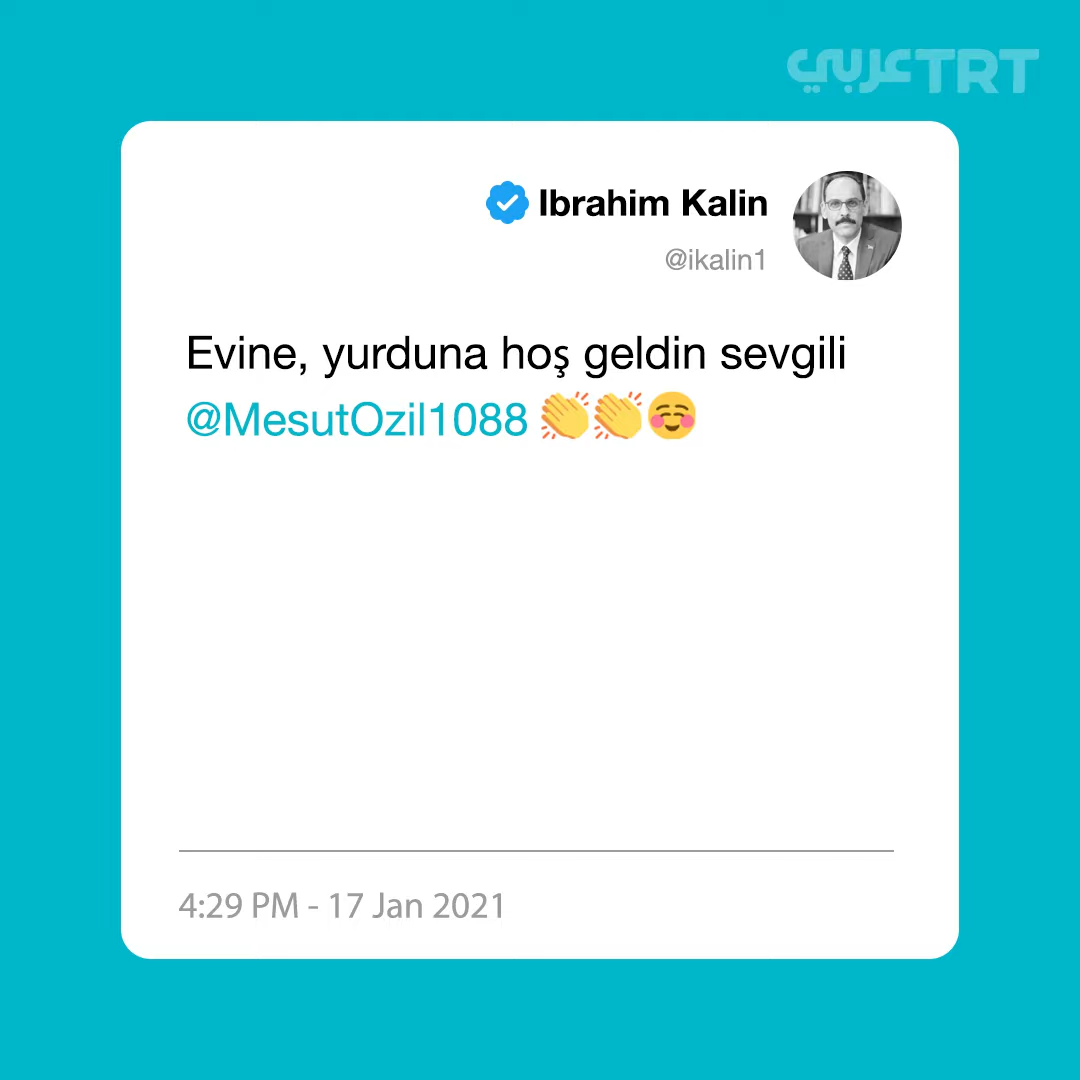 TRT عربي
Ibrahim Kalin
@ikalin1
Evine, yurduna hoş geldin sevgili
@MesutOzil1088 👏👏☺️
4:29 PM - 17 Jan 2021